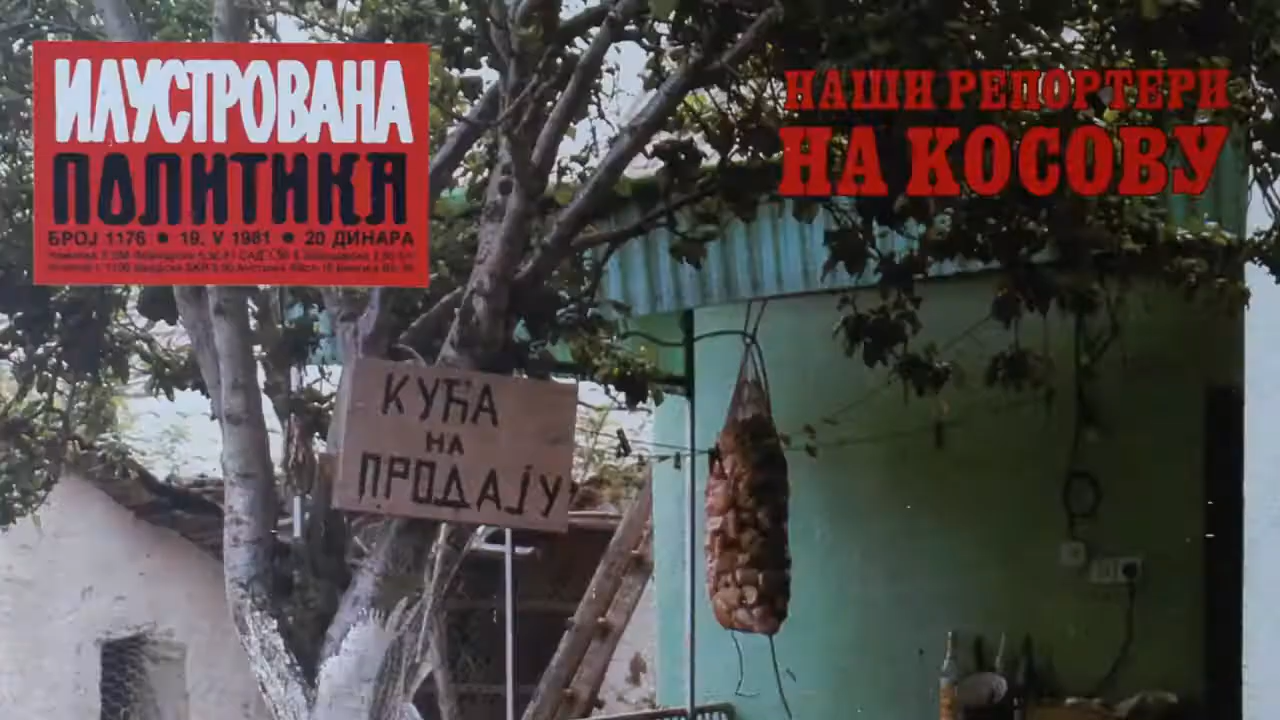 ИЛУСТРОВАНА
ПОЛИТИКА
БРОЈ 1176 • 19. V 1981 • 20 ДИНАРА
НАШИ РЕПОРТЕРИ
НА КОСОВУ
КУЋА
НА
ПРОДАЈУ